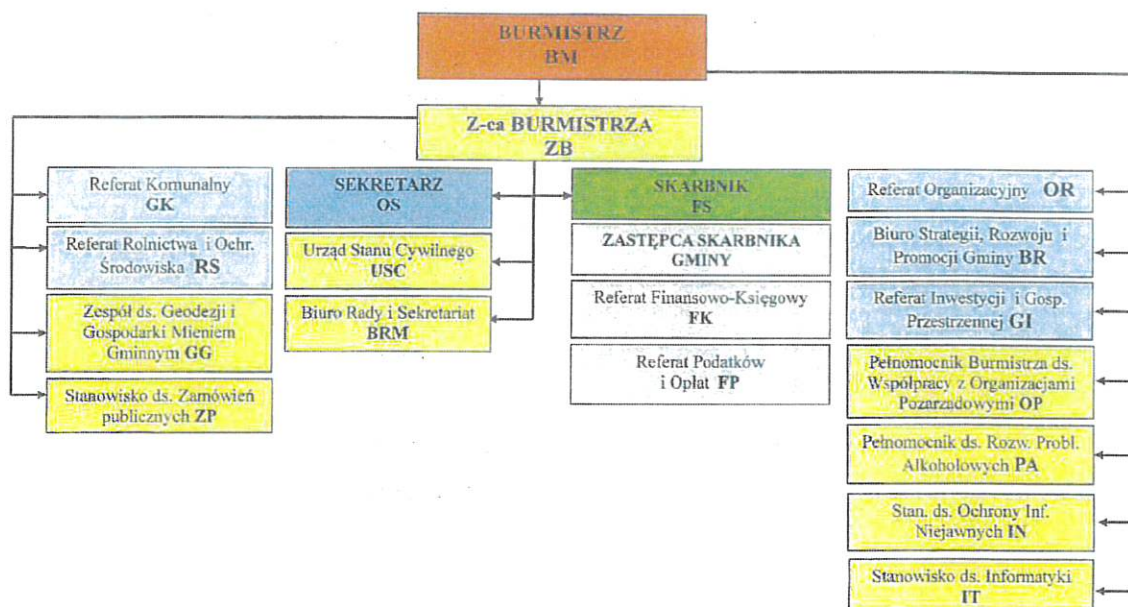 BURMISTRZ
BM
Z-ca BURMISTRZA
ZB
Referat Komunalny
GK
Referat Rolnictwa i Ochr.
Środowiska RS
Zespół ds. Geodezji i
Gospodarki Mieniem
Gminnym GG
Stanowisko ds. Zamówień
publicznych ZP
SEKRETARZ
OS
Urząd Stanu Cywilnego
USC
Biuro Rady i Sekretariat
BRM
SKARBNIK
FS
ZASTĘPCA SKARBNIKA
GMINY
Referat Finansowo-Księgowy
FK
Referat Podatków
i Opłat FP
Referat Organizacyjny OR
Biuro Strategii, Rozwoju i
Promocji Gminy BR
Referat Inwestycji i Gosp.
Przestrzennej GI
Pełnomocnik Burmistrza ds.
Współpracy z Organizacjami
Pozarządowymi OP
Pełnomocnik ds. Rozw. Probl.
Alkoholowych PA
Stan. ds. Ochrony Inf.
Niejawnych IN
Stanowisko ds. Informatyki
IT